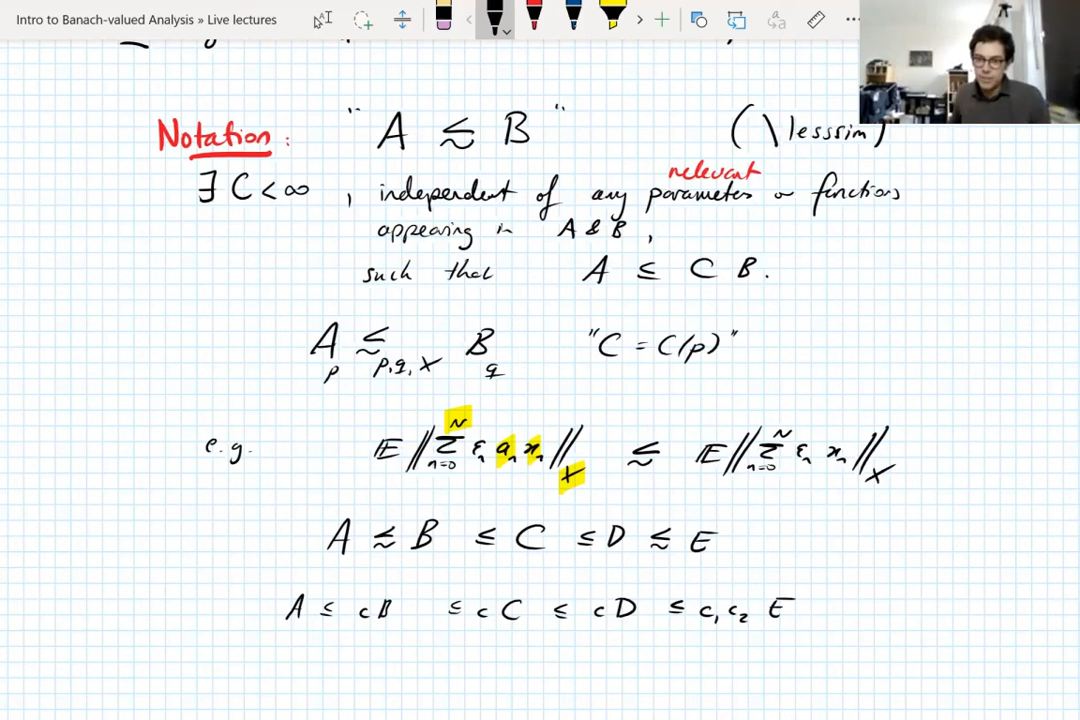 Intro to Banach-valued Analysis » Live lectures
Notation: "A ≲ B" (\lesssim)
relevant
∃ C < ∞, independent of any parameters or functions
appearing in A & B,
such that A ≤ C B.
A_p ≲_{p,q,X} B_q "C = C(p)"
e.g. E‖∑_{n=0}^N ε_n a_n x_n‖_X ≲ E‖∑_{n=0}^N ε_n x_n‖_X
A ≲ B ≤ C ≤ D ≲ E
A ≤ cB ≤ cC ≤ cD ≤ c₁c₂ E